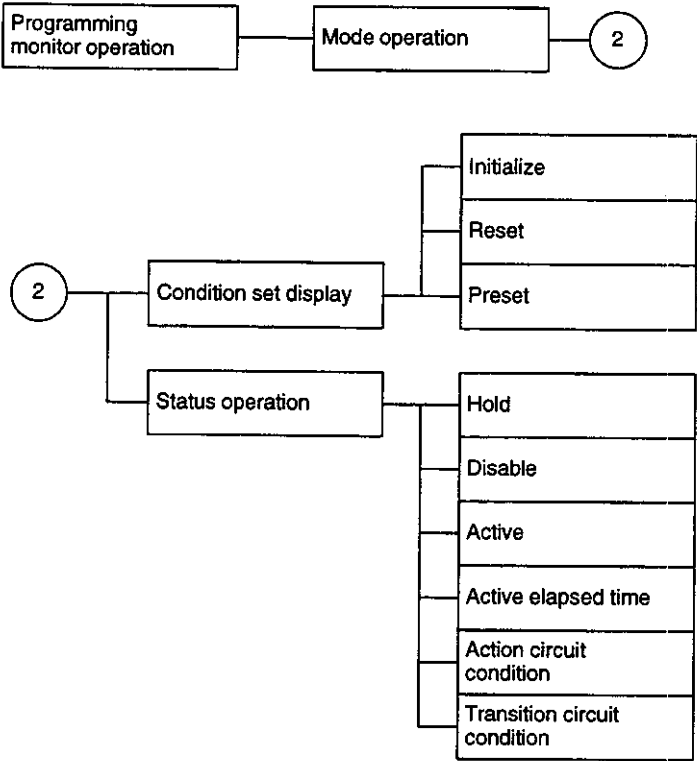 Programming
monitor operation
Mode operation
2
2
Condition set display
Initialize
Reset
Preset
Status operation
Hold
Disable
Active
Active elapsed time
Action circuit
condition
Transition circuit
condition